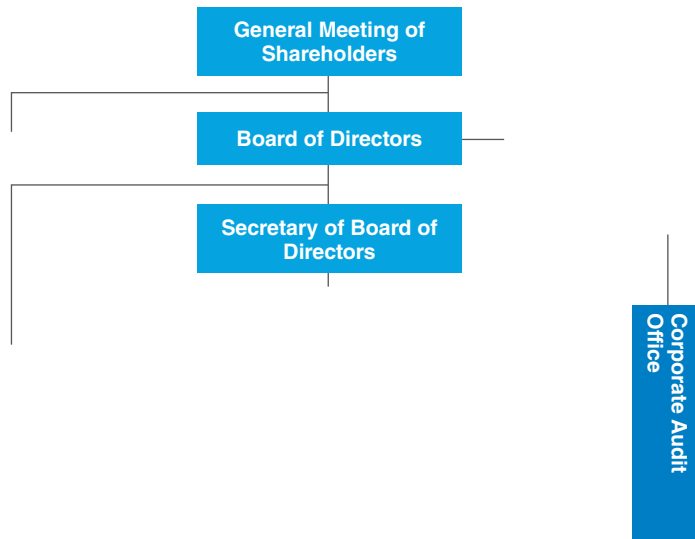 General Meeting of
Shareholders
Board of Directors
Secretary of Board of
Directors
Corporate Audit
Office